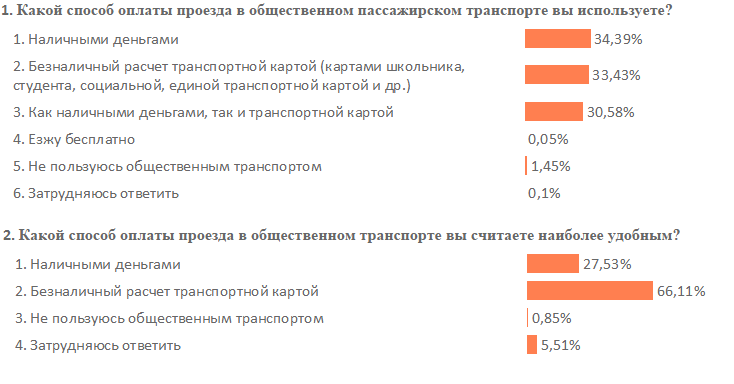 1. Какой способ оплаты проезда в общественном пассажирском транспорте вы используете?
1. Наличными деньгами 34,39%
2. Безналичный расчет транспортной картой (картами школьника,
студента, социальной, единой транспортной картой и др.) 33,43%
3. Как наличными деньгами, так и транспортной картой 30,58%
4. Езжу бесплатно 0,05%
5. Не пользуюсь общественным транспортом 1,45%
6. Затрудняюсь ответить 0,1%
2. Какой способ оплаты проезда в общественном транспорте вы считаете наиболее удобным?
1. Наличными деньгами 27,53%
2. Безналичный расчет транспортной картой 66,11%
3. Не пользуюсь общественным транспортом 0,85%
4. Затрудняюсь ответить 5,51%